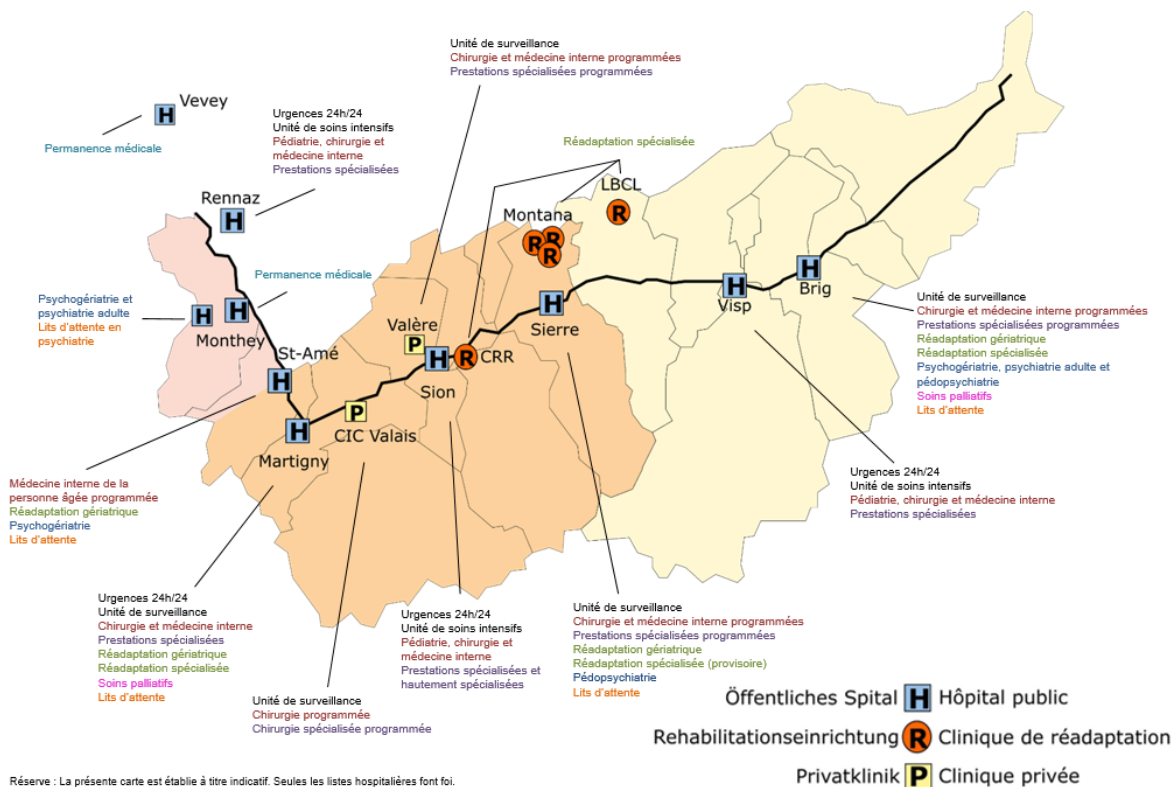 Unité de surveillance
Chirurgie et médecine interne programmées
Prestations spécialisées programmées
H
Vevey
Permanence médicale
Urgences 24h/24
Unité de soins intensifs
Pédiatrie, chirurgie et
médecine interne
Prestations spécialisées
Réadaptation spécialisée
Rennaz
H
LBCL
R
Montana
R
R
R
Permanence médicale
Psychogériatrie et
psychiatrie adulte
Lits d'attente en
psychiatrie
H
H
Monthey
St-Amé
H
Valère
P
H
Sion
R
CRR
H
Sierre
H
Visp
H
Brig
P
CIC Valais
H
Martigny
Unité de surveillance
Chirurgie et médecine interne programmées
Prestations spécialisées programmées
Réadaptation gériatrique
Réadaptation spécialisée
Psychogériatrie, psychiatrie adulte et
pédopsychiatrie
Soins palliatifs
Lits d'attente
Médecine interne de la
personne âgée programmée
Réadaptation gériatrique
Psychogériatrie
Lits d'attente
Urgences 24h/24
Unité de soins intensifs
Pédiatrie, chirurgie et médecine interne
Prestations spécialisées
Urgences 24h/24
Unité de surveillance
Chirurgie et médecine interne
Prestations spécialisées
Réadaptation gériatrique
Réadaptation spécialisée
Soins palliatifs
Lits d'attente
Unité de surveillance
Chirurgie programmée
Chirurgie spécialisée programmée
Urgences 24h/24
Unité de soins intensifs
Pédiatrie, chirurgie et
médecine interne
Prestations spécialisées et
hautement spécialisées
Unité de surveillance
Chirurgie et médecine interne programmées
Prestations spécialisées programmées
Réadaptation gériatrique
Réadaptation spécialisée (provisoire)
Pédopsychiatrie
Lits d'attente
Öffentliches Spital H Hôpital public
Rehabilitationseinrichtung R Clinique de réadaptation
Privatklinik P Clinique privée
Réserve : La présente carte est établie à titre indicatif. Seules les listes hospitalières font foi.